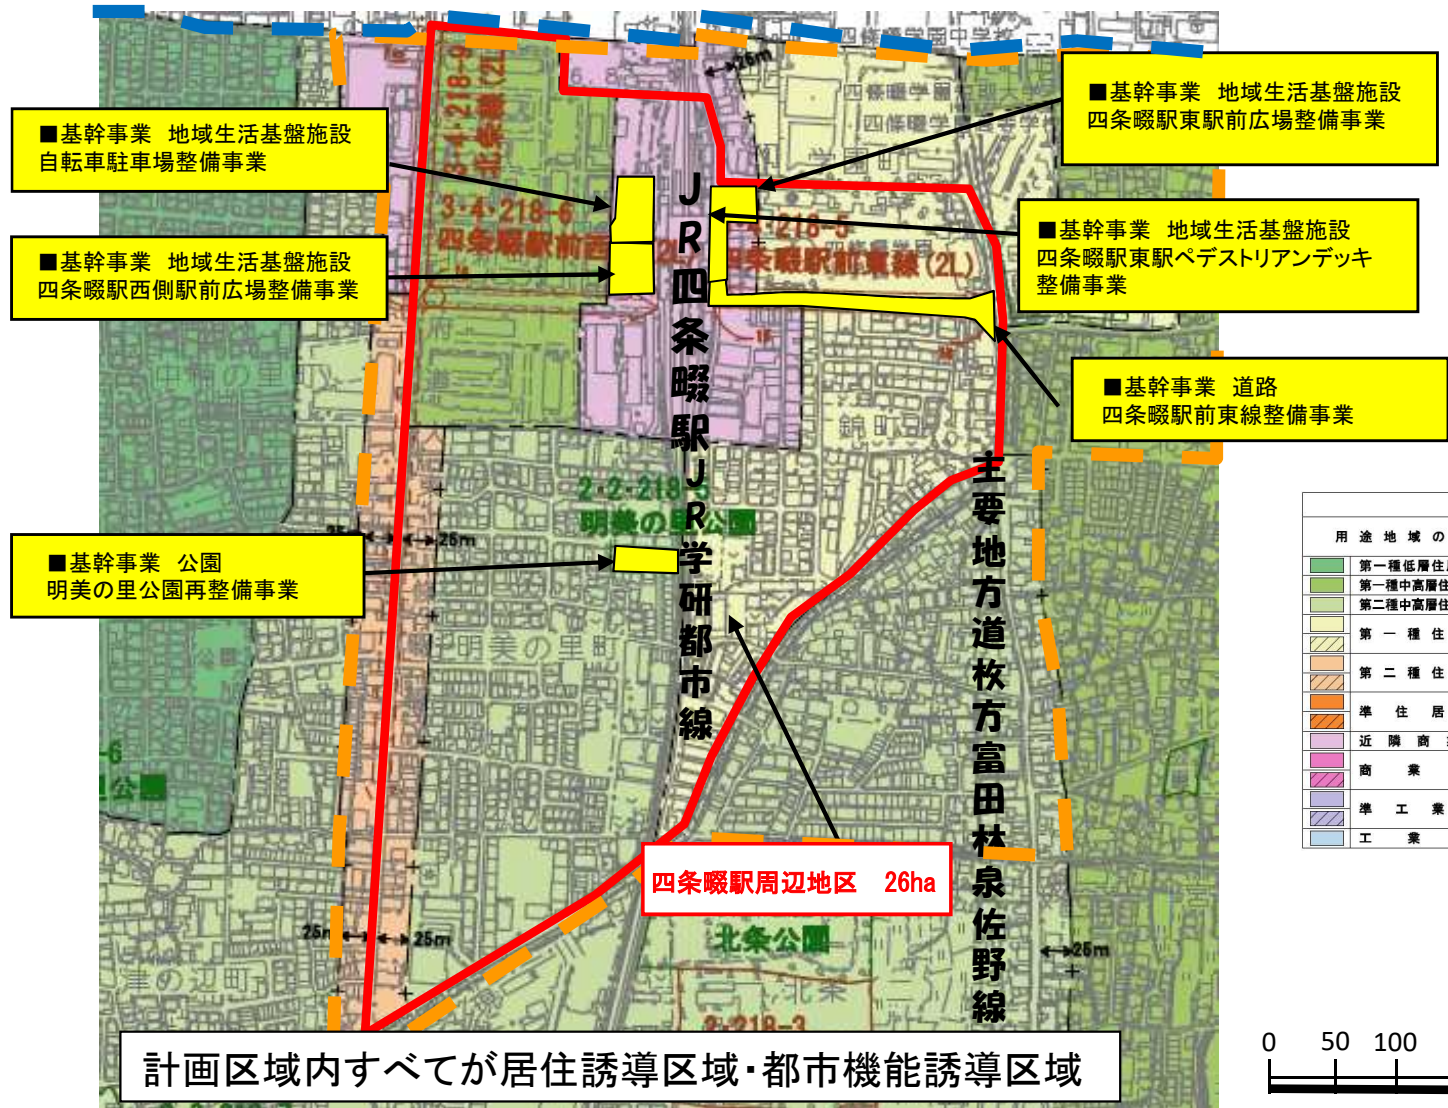 ■基幹事業 地域生活基盤施設
自転車駐車場整備事業
■基幹事業 地域生活基盤施設
四条畷駅西側駅前広場整備事業
■基幹事業 公園
明美の里公園再整備事業
■基幹事業 地域生活基盤施設
四条畷駅東駅前広場整備事業
■基幹事業 地域生活基盤施設
四条畷駅東駅ペデストリアンデッキ
整備事業
■基幹事業 道路
四条畷駅前東線整備事業
JR四条畷駅
JR学研都市線
主要地方道枚方富田林泉佐野線
四条畷駅周辺地区 26ha
計画区域内すべてが居住誘導区域・都市機能誘導区域
3・4・218-6
四条畷駅前西
218-5
四条畷駅前東線(2L)
2・2・218-5
明美の里公園
明美の里町
北条公園
2・218-3
公園
25m
25m
25m
25m
25m
25m
用途地域の
第一種低層住居
第一種中高層住
第二種中高層住
第一種住
第二種住
準住居
近隣商業
商業
準工業
工業
0 50 100